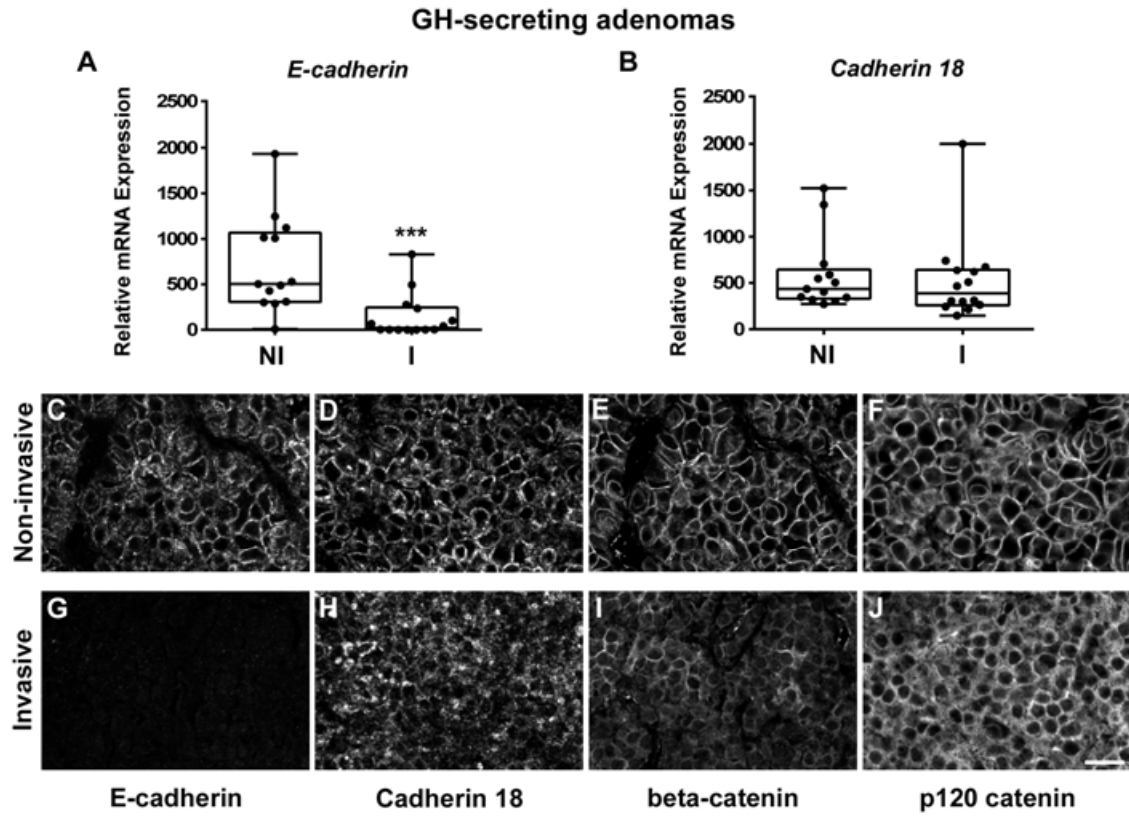 GH-secreting adenomas
A
E-cadherin
Relative mRNA Expression
2500
2000
1500
1000
500
0
***
NI
I
B
Cadherin 18
Relative mRNA Expression
2500
2000
1500
1000
500
0
NI
I
Non-invasive
C
D
E
F
Invasive
G
H
I
J
E-cadherin
Cadherin 18
beta-catenin
p120 catenin